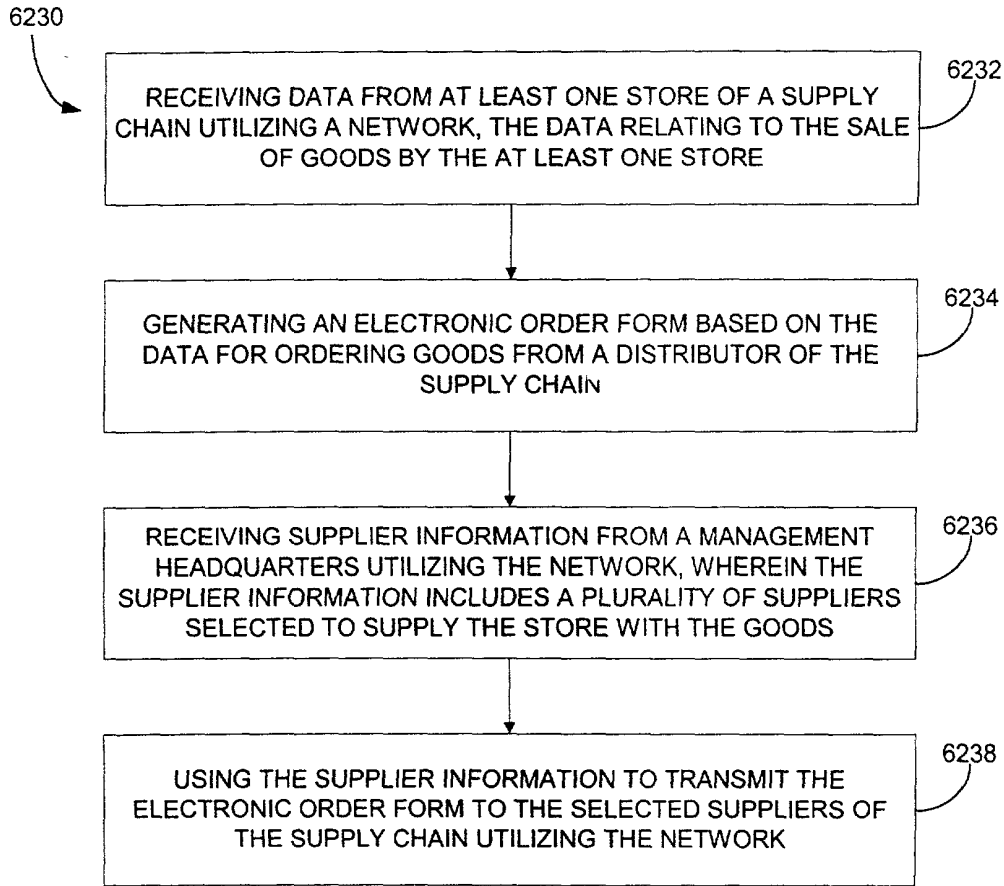 6230
6232
RECEIVING DATA FROM AT LEAST ONE STORE OF A SUPPLY
CHAIN UTILIZING A NETWORK, THE DATA RELATING TO THE SALE
OF GOODS BY THE AT LEAST ONE STORE
6234
GENERATING AN ELECTRONIC ORDER FORM BASED ON THE
DATA FOR ORDERING GOODS FROM A DISTRIBUTOR OF THE
SUPPLY CHAIN
6236
RECEIVING SUPPLIER INFORMATION FROM A MANAGEMENT
HEADQUARTERS UTILIZING THE NETWORK, WHEREIN THE
SUPPLIER INFORMATION INCLUDES A PLURALITY OF SUPPLIERS
SELECTED TO SUPPLY THE STORE WITH THE GOODS
6238
USING THE SUPPLIER INFORMATION TO TRANSMIT THE
ELECTRONIC ORDER FORM TO THE SELECTED SUPPLIERS OF
THE SUPPLY CHAIN UTILIZING THE NETWORK